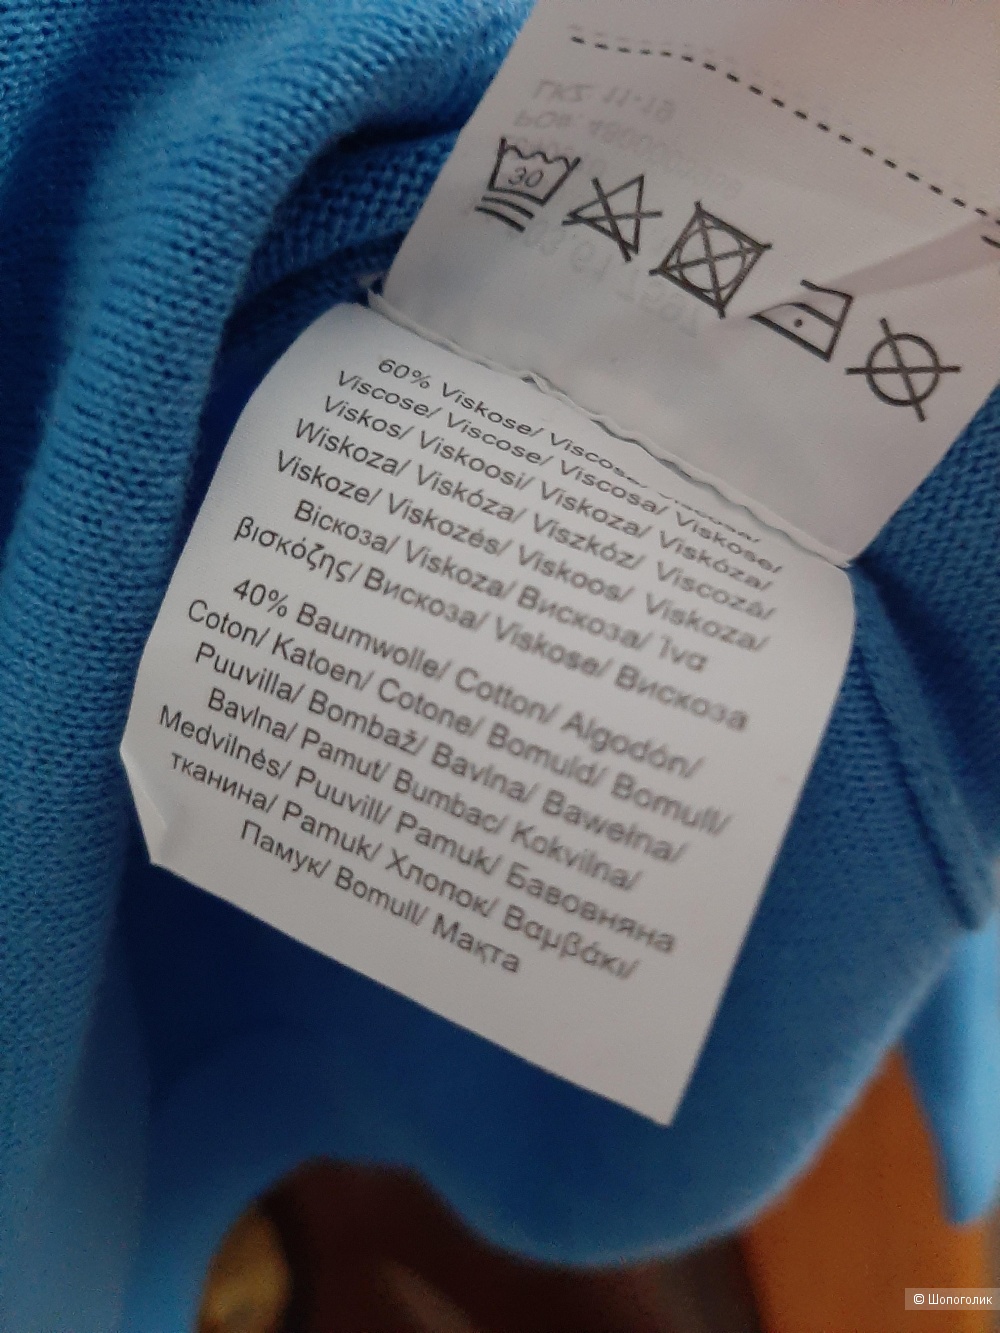 30
60% Viskose/ Viscose/
Viscose/ Viscose/ Viscosa/ Viskose/
Viskos/ Viskoosi/ Viskoza/ Viskóza/
Wiskoza/ Viskóza/ Viszkóz/ Viscoză/
Viskoze/ Viskozės/ Viskoos/ Viskoza/
Віскоза/ Viskoza/ Вискоза/ Ίνα
βισκόζης/ Вискоза/ Viskose/ Вискоза
40% Baumwolle/ Cotton/ Algodón/
Coton/ Katoen/ Cotone/ Bomuld/ Bomull/
Puuvilla/ Bombaž/ Bavlna/ Bawełna/
Bavlna/ Pamut/ Bumbac/ Kokvilna/
Medvilnės/ Puuvill/ Pamuk/ Бавовняна
тканина/ Pamuk/ Хлопок/ Βαμβάκι/
Памук/ Bomull/ Мақта
© Шопоголик